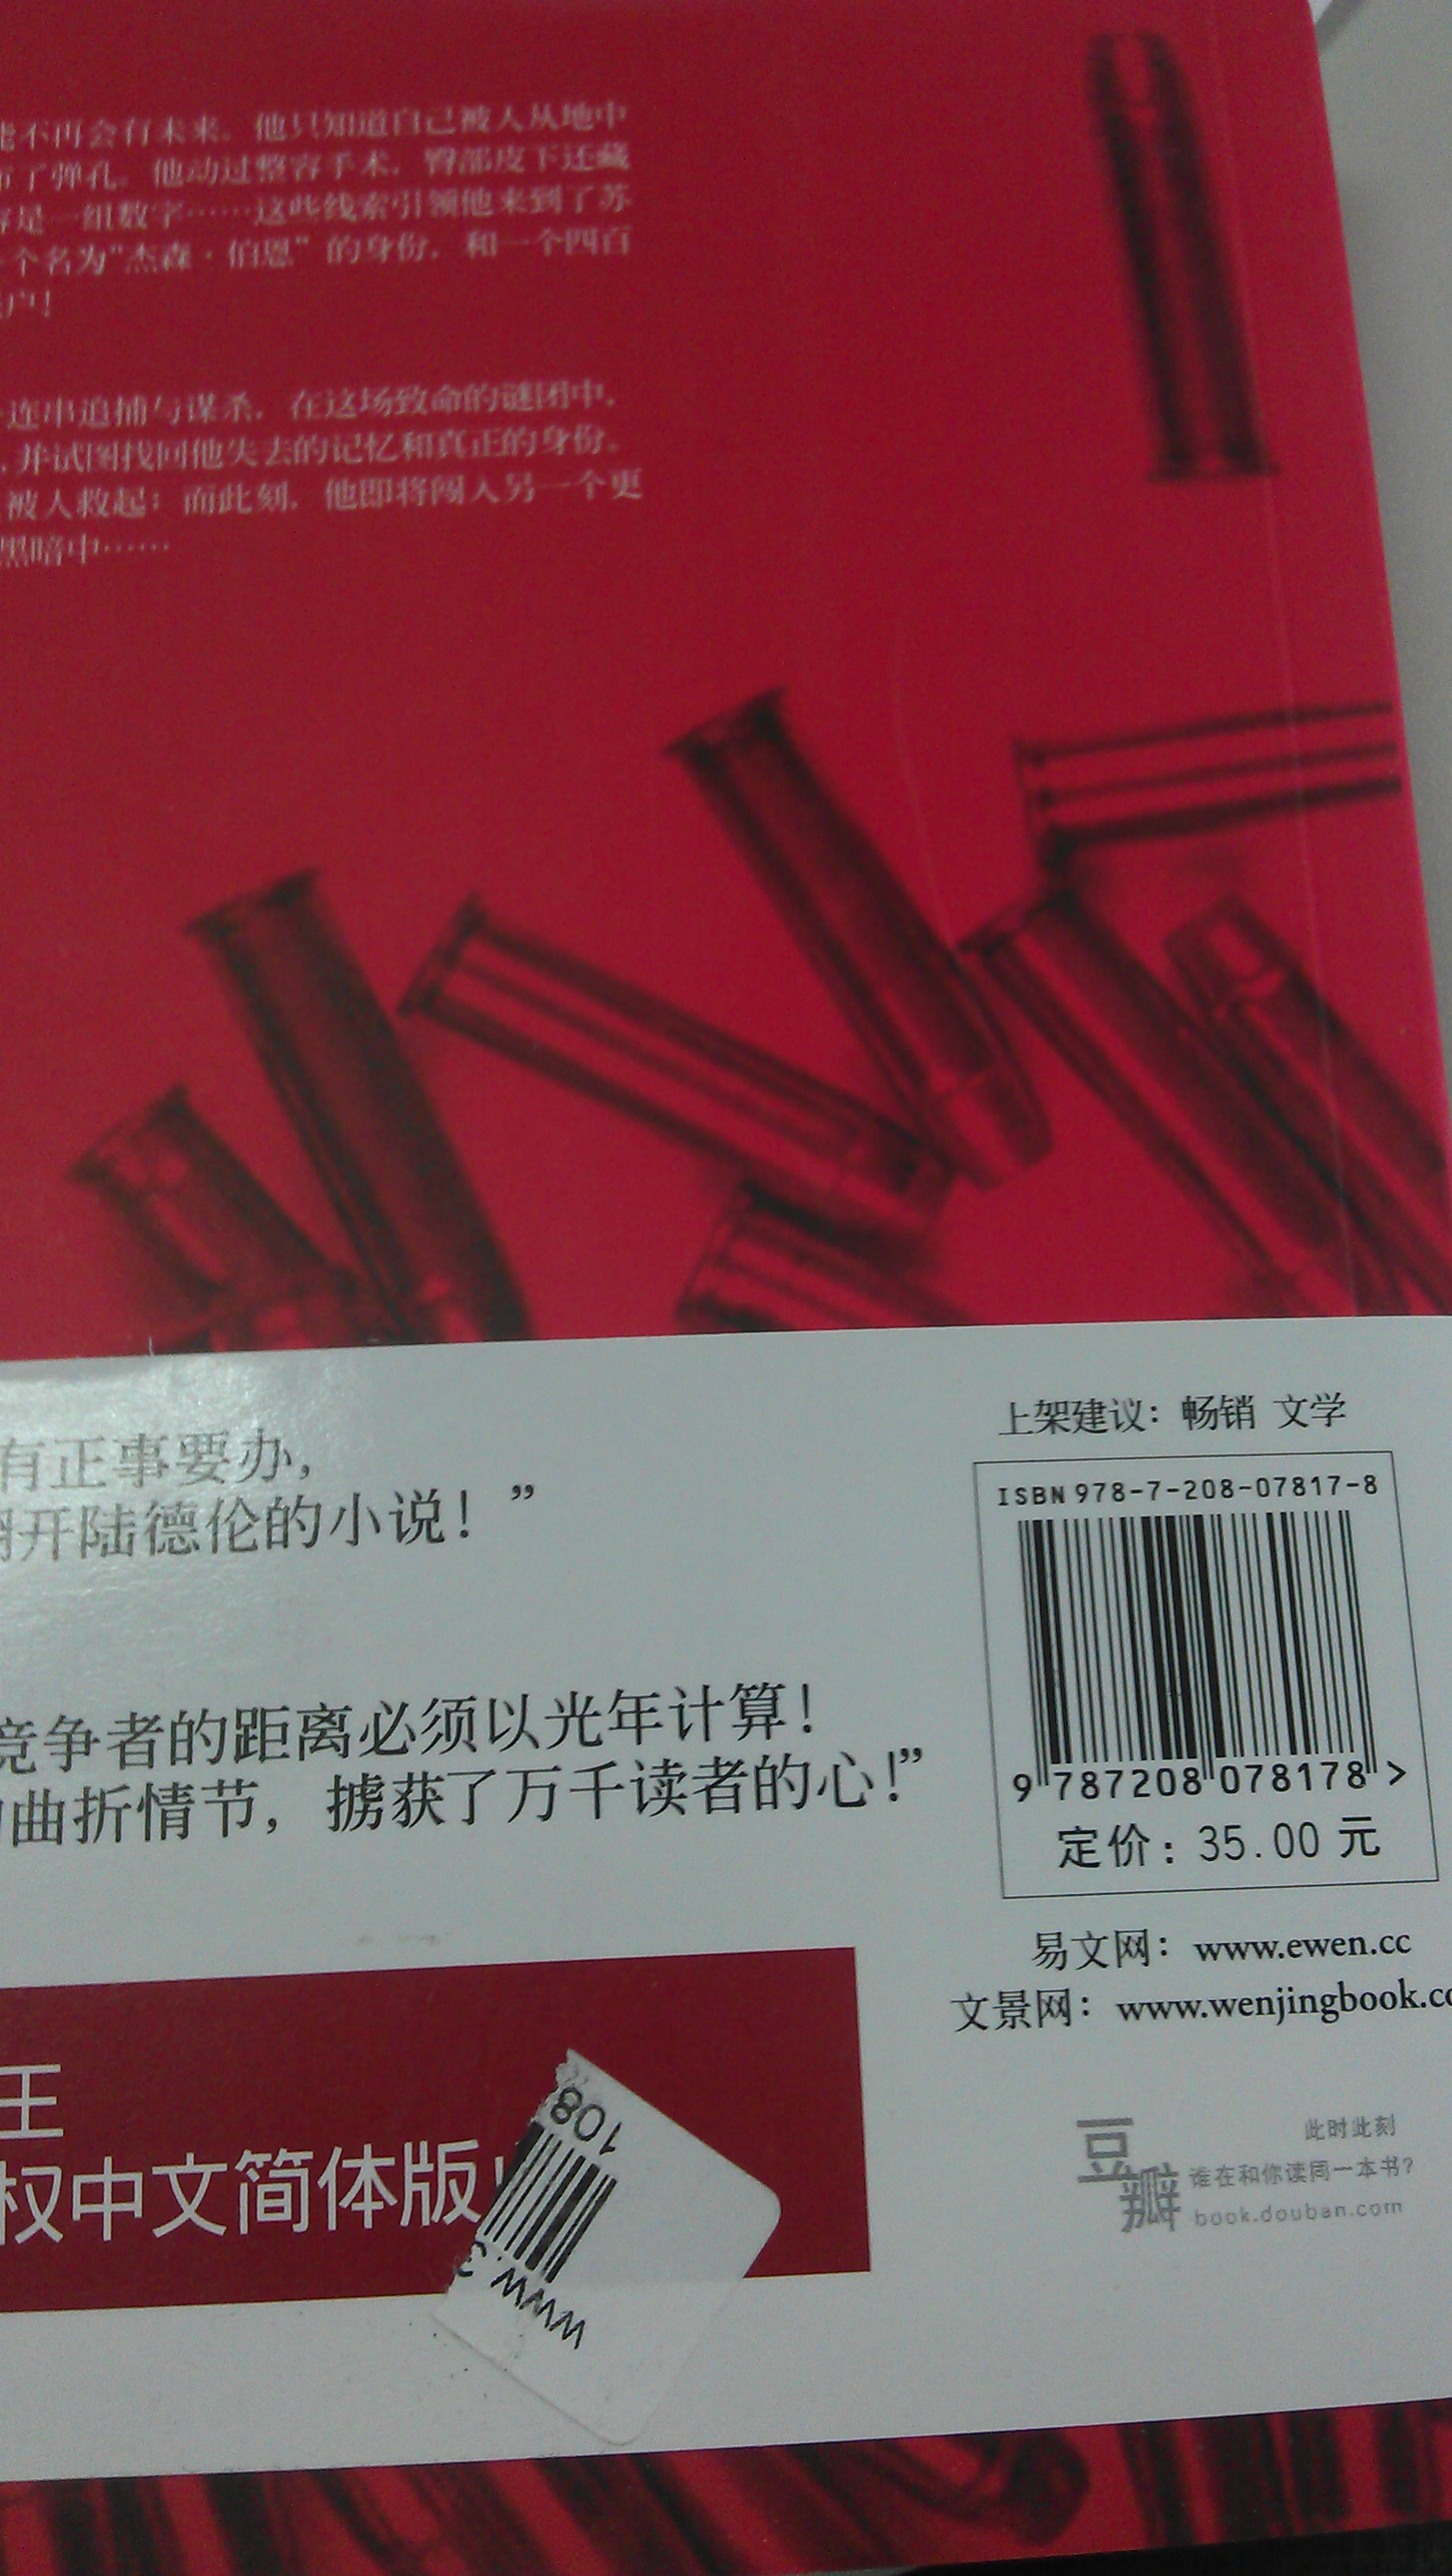 能不再会有未来。他只知道自己被人从地中
布了弹孔。他动过整容手术，臀部皮下还藏
容是一组数字……这些线索引领他来到了苏
一个名为“杰森·伯恩”的身份，和一个四百
户！
一连串追捕与谋杀。在这场致命的谜团中，
，并试图找回他失去的记忆和真正的身份。
被人救起；而此刻，他即将闯入另一个更
黑暗中……
有正事要办，
翻开陆德伦的小说！”
竞争者的距离必须以光年计算！
的曲折情节，掳获了万千读者的心！”
上架建议：畅销 文学
ISBN 978-7-208-07817-8
9 787208 078178 >
定价：35.00 元
易文网：www.ewen.cc
文景网：www.wenjingbook.co
王
权中文简体版
108
www.3
豆瓣
此时此刻
谁在和你读同一本书？
book.douban.com